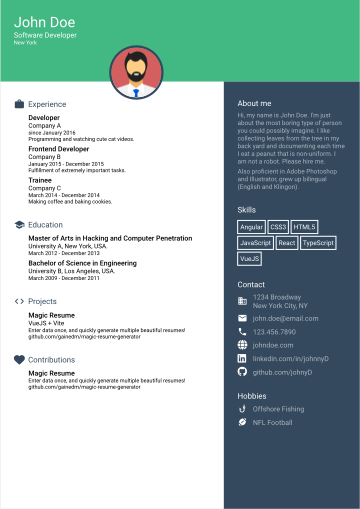 John Doe
Software Developer
New York
Experience
Developer
Company A
since January 2016
Programming and watching cute cat videos.
Frontend Developer
Company B
January 2015 - December 2015
Fulfillment of extremely important tasks.
Trainee
Company C
March 2014 - December 2014
Making coffee and baking cookies.
Education
Master of Arts in Hacking and Computer Penetration
University A, New York, USA.
March 2012 - December 2013
Bachelor of Science in Engineering
University B, Los Angeles, USA.
March 2009 - December 2011
Projects
Magic Resume
VueJS + Vite
Enter data once, and quickly generate multiple beautiful resumes!
github.com/gainedm/magic-resume-generator
Contributions
Magic Resume
Enter data once, and quickly generate multiple beautiful resumes!
github.com/gainedm/magic-resume-generator
About me
Hi, my name is John Doe. I'm just
about the most boring type of person
you could possibly imagine. I like
collecting leaves from the tree in my
back yard and documenting each time
I eat a peanut that is non-uniform. I
am not a robot. Please hire me.
Also proficient in Adobe Photoshop
and Illustrator, grew up bilingual
(English and Klingon).
Skills
Angular CSS3 HTML5
JavaScript React TypeScript
VueJS
Contact
1234 Broadway
New York City, NY
john.doe@email.com
123.456.7890
johndoe.com
linkedin.com/in/johnnyD
github.com/johyD
Hobbies
Offshore Fishing
NFL Football